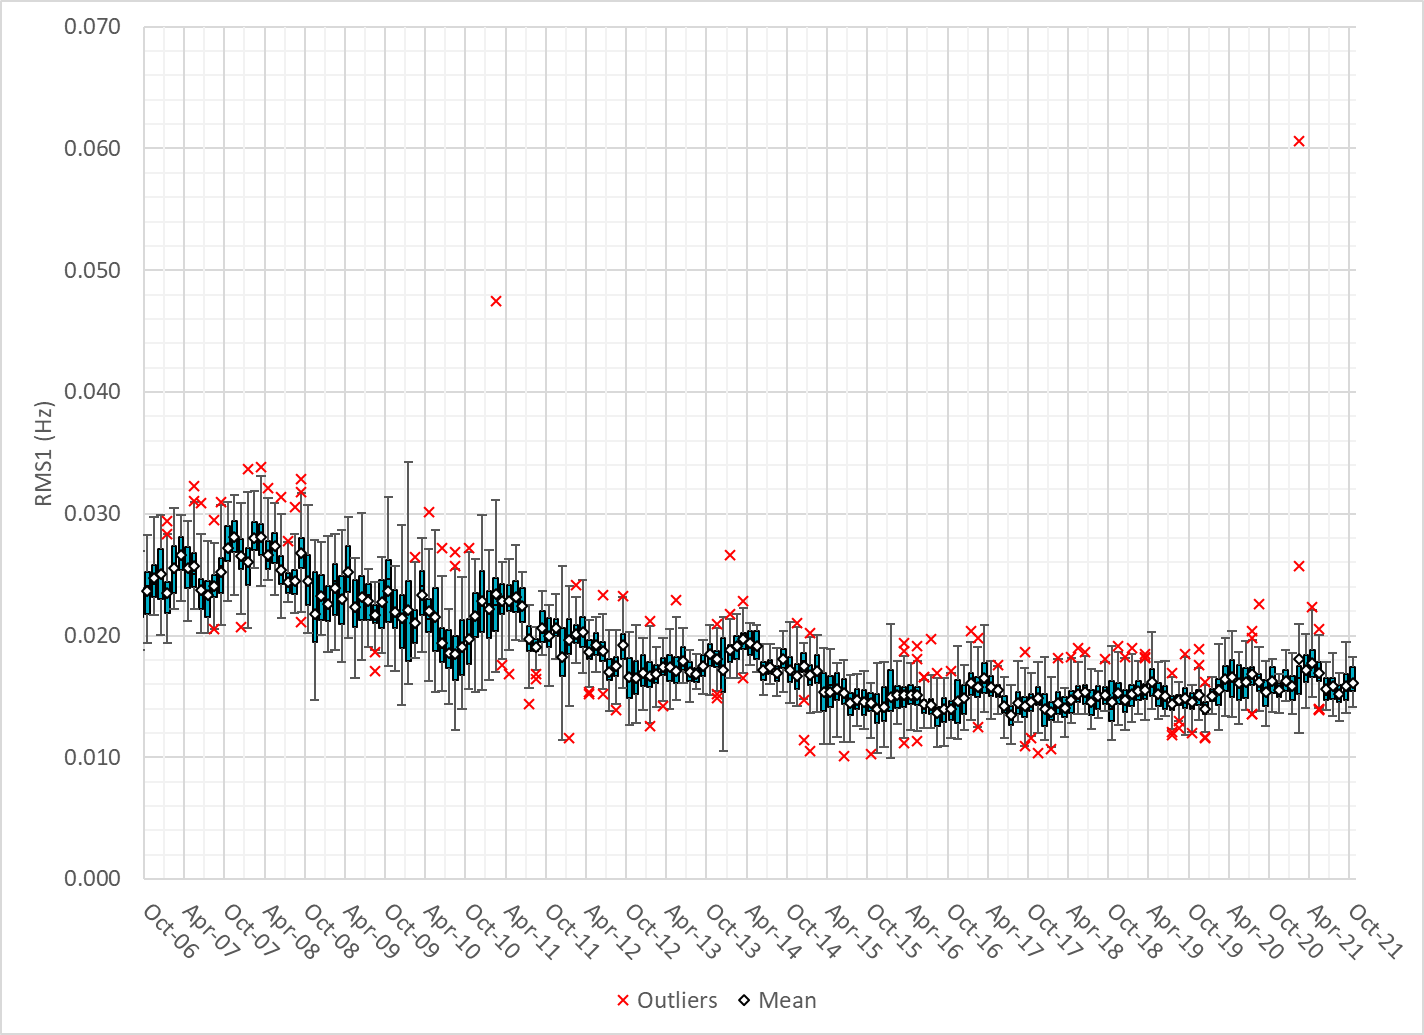 0.070
0.060
0.050
0.040
0.030
0.020
0.010
0.000
RMS1 (Hz)
Oct-06 Apr-07 Oct-07 Apr-08 Oct-08 Apr-09 Oct-09 Apr-10 Oct-10 Apr-11 Oct-11 Apr-12 Oct-12 Apr-13 Oct-13 Apr-14 Oct-14 Apr-15 Oct-15 Apr-16 Oct-16 Apr-17 Oct-17 Apr-18 Oct-18 Apr-19 Oct-19 Apr-20 Oct-20 Apr-21 Oct-21
Outliers Mean